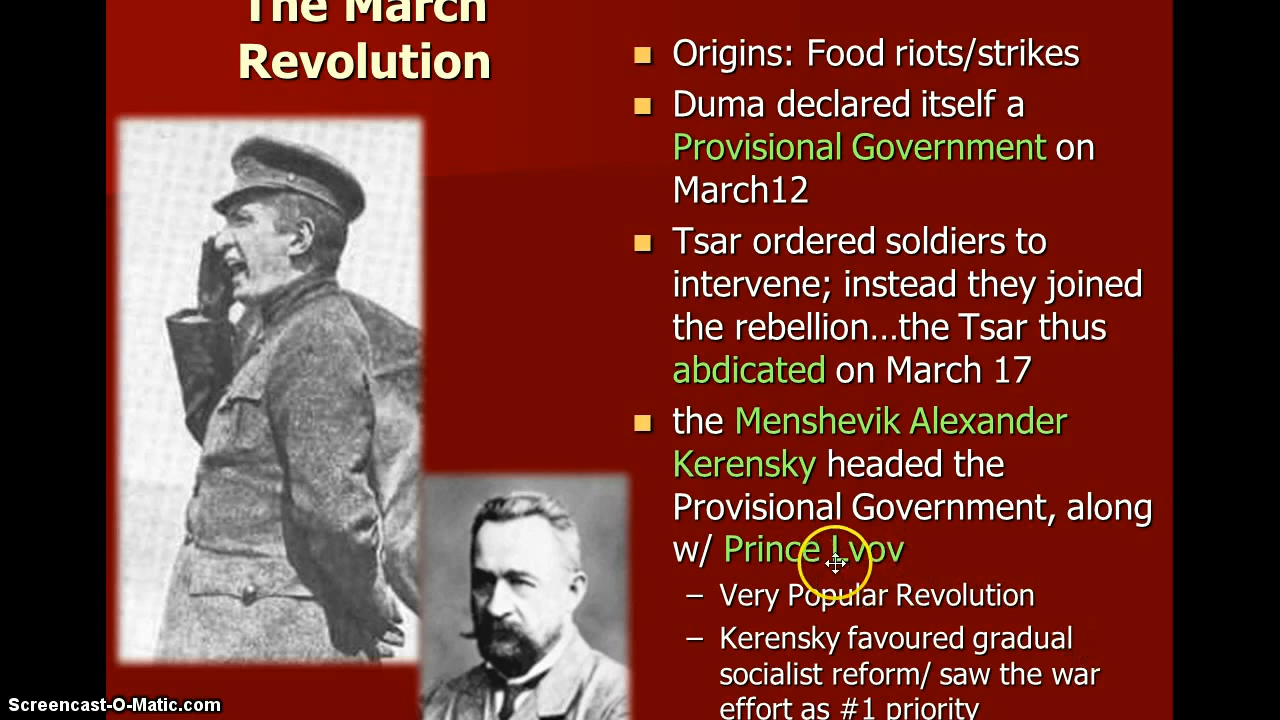 The March
Revolution
Origins: Food riots/strikes
Duma declared itself a
Provisional Government on
March12
Tsar ordered soldiers to
intervene; instead they joined
the rebellion…the Tsar thus
abdicated on March 17
the Menshevik Alexander
Kerensky headed the
Provisional Government, along
w/ Prince Lvov
– Very Popular Revolution
– Kerensky favoured gradual
socialist reform/ saw the war
effort as #1 priority
Screencast-O-Matic.com